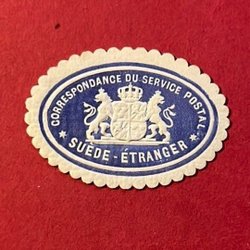 CORRESPONDANCE DU SERVICE POSTAL
SUÈDE - ÉTRANGER